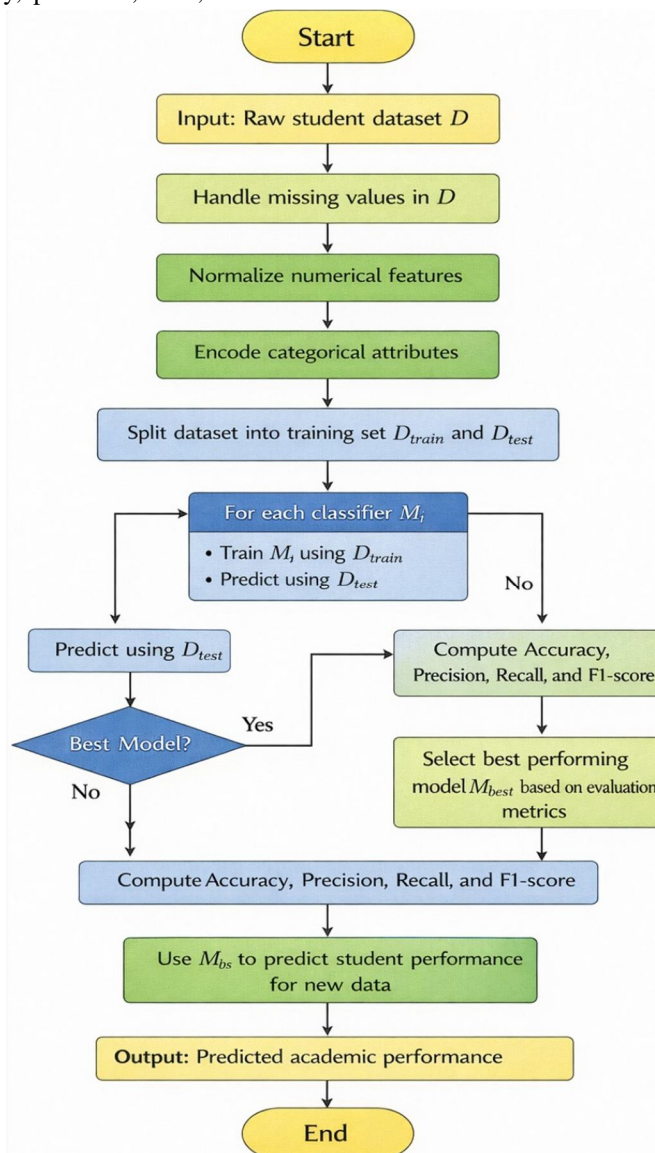 Start
Input: Raw student dataset D
Handle missing values in D
Normalize numerical features
Encode categorical attributes
Split dataset into training set D_train and D_test
For each classifier M_i
• Train M_i using D_train
• Predict using D_test
No
Predict using D_test
Compute Accuracy,
Precision, Recall, and F1-score
Best Model?
Yes
No
Select best performing
model M_best based on evaluation
metrics
Compute Accuracy, Precision, Recall, and F1-score
Use M_bs to predict student performance
for new data
Output: Predicted academic performance
End